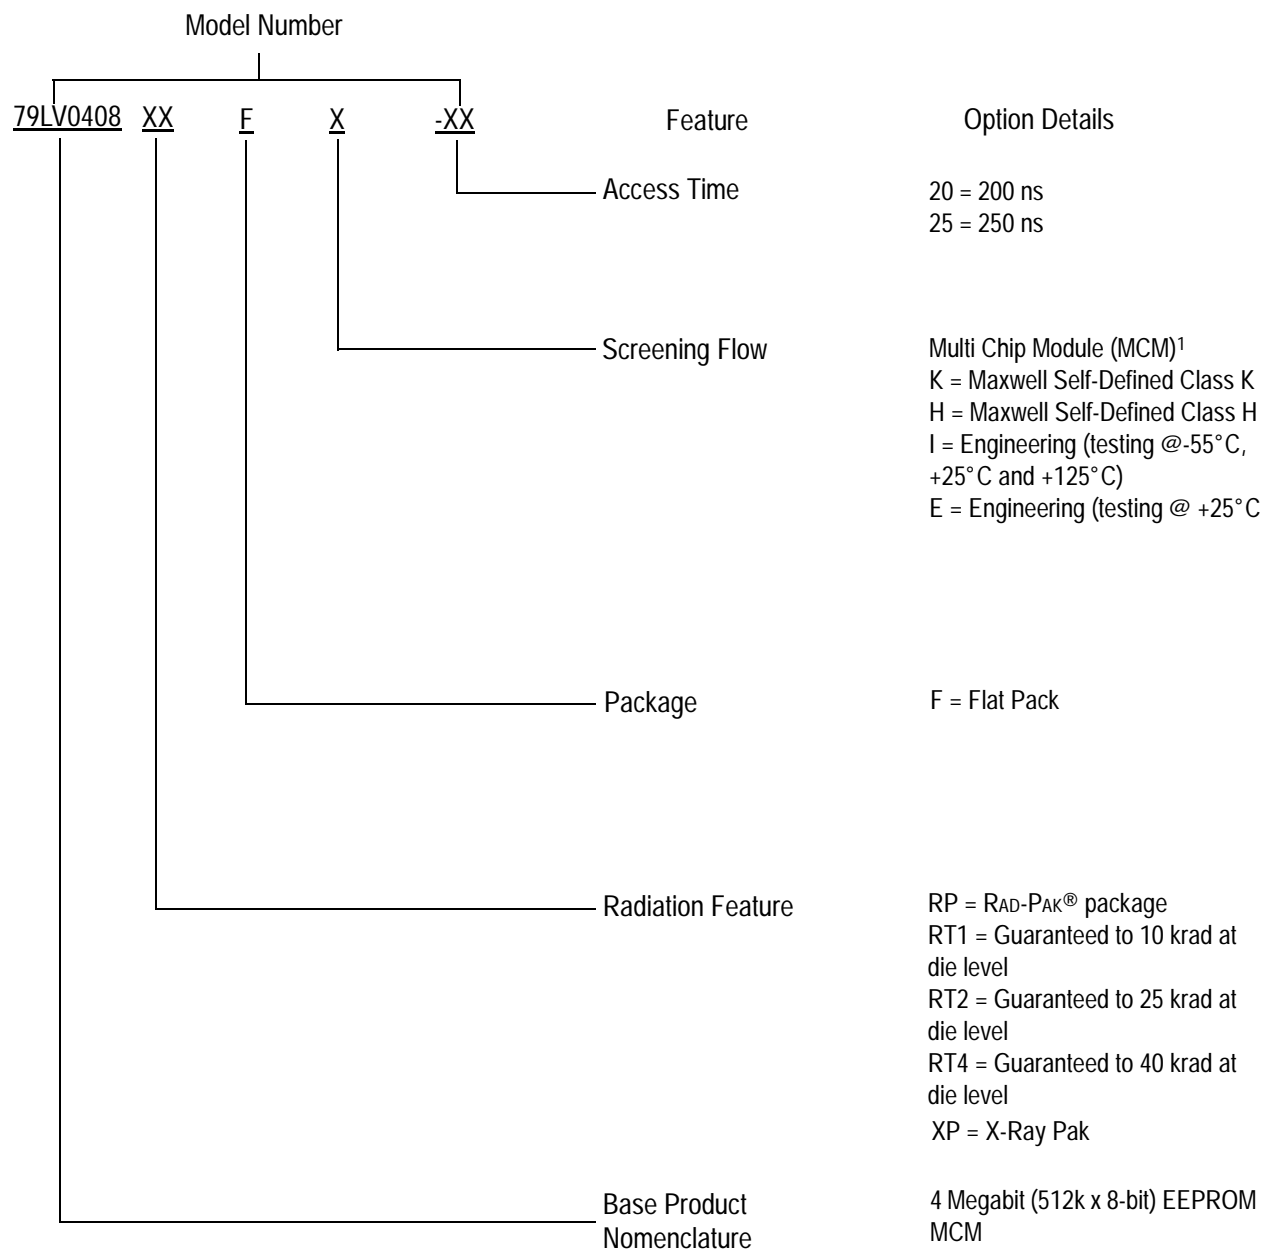 Model Number
79LV0408 XX F X -XX Feature Option Details
Access Time 20 = 200 ns
25 = 250 ns
Screening Flow Multi Chip Module (MCM)1
K = Maxwell Self-Defined Class K
H = Maxwell Self-Defined Class H
I = Engineering (testing @-55°C,
+25°C and +125°C)
E = Engineering (testing @ +25°C
Package F = Flat Pack
Radiation Feature RP = RAD-PAK® package
RT1 = Guaranteed to 10 krad at
die level
RT2 = Guaranteed to 25 krad at
die level
RT4 = Guaranteed to 40 krad at
die level
XP = X-Ray Pak
Base Product 4 Megabit (512k x 8-bit) EEPROM
Nomenclature MCM